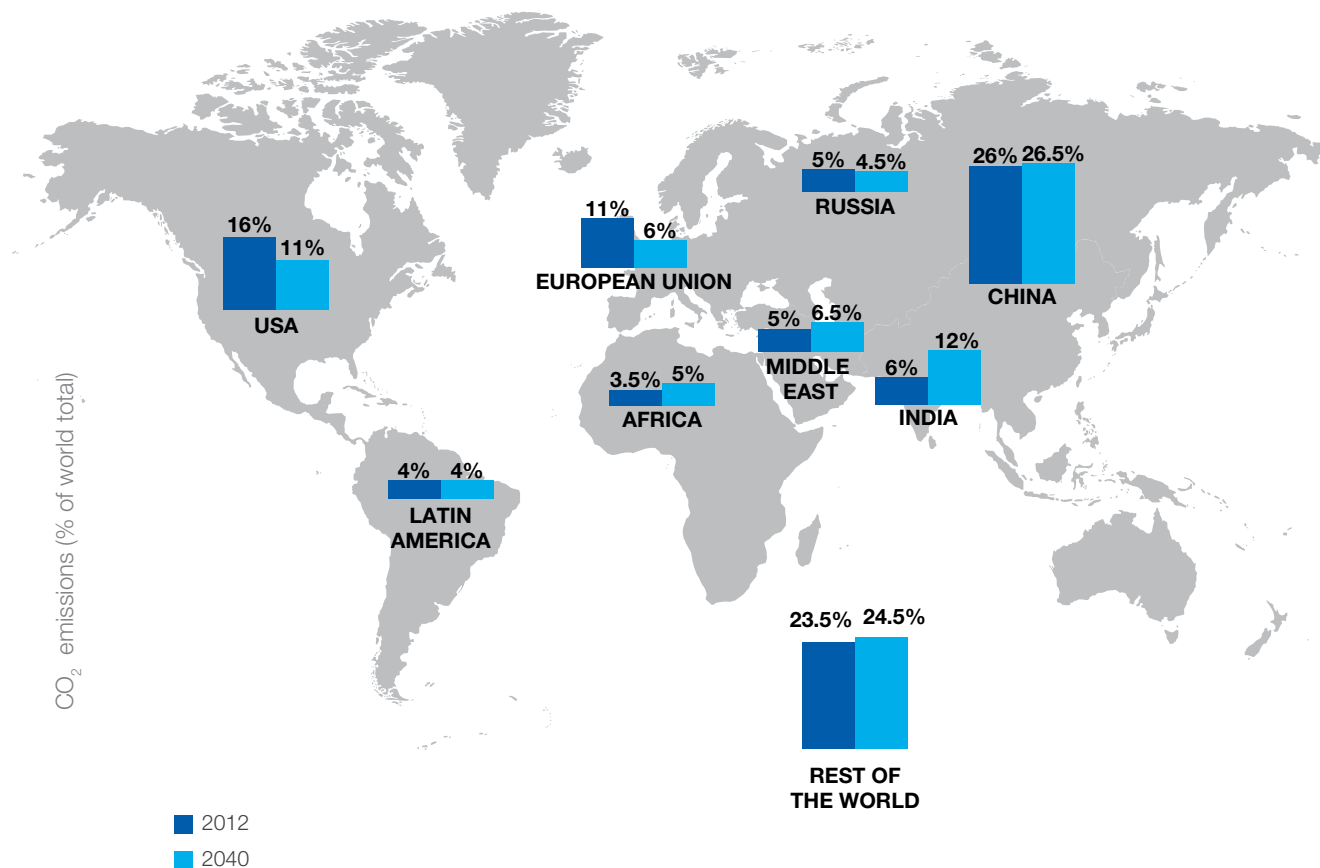 5% 4.5%
RUSSIA
26% 26.5%
CHINA
16% 11%
USA
11% 6%
EUROPEAN UNION
5% 6.5%
MIDDLE
EAST
6% 12%
INDIA
3.5% 5%
AFRICA
4% 4%
LATIN
AMERICA
CO₂ emissions (% of world total)
23.5% 24.5%
REST OF
THE WORLD
2012
2040